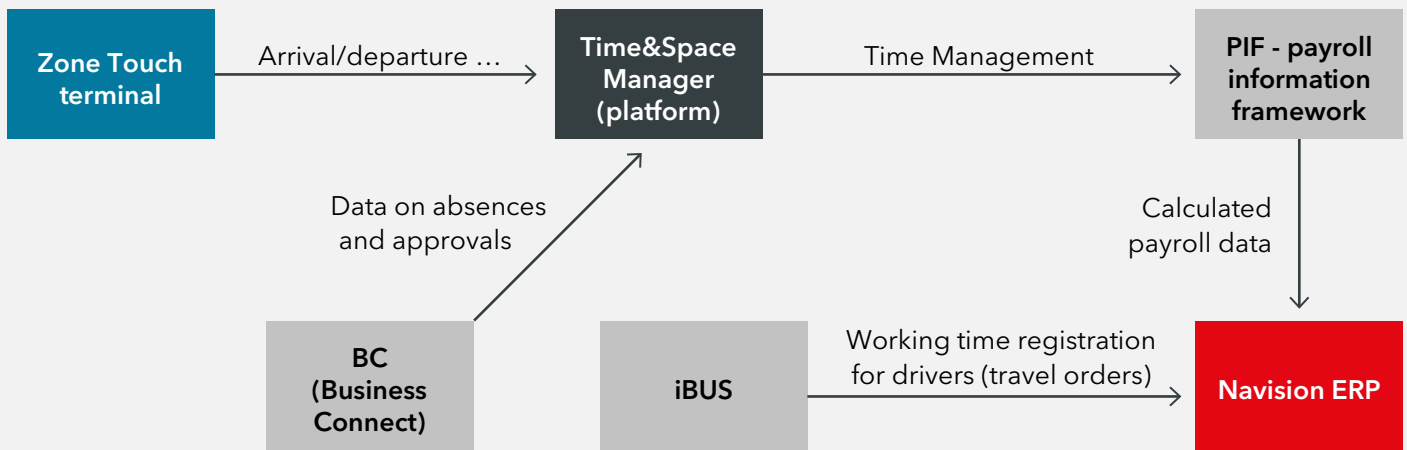 Zone Touch
terminal
Arrival/departure …
Time&Space
Manager
(platform)
Time Management
PIF - payroll
information
framework
Data on absences
and approvals
Calculated
payroll data
BC
(Business
Connect)
iBUS
Working time registration
for drivers (travel orders)
Navision ERP